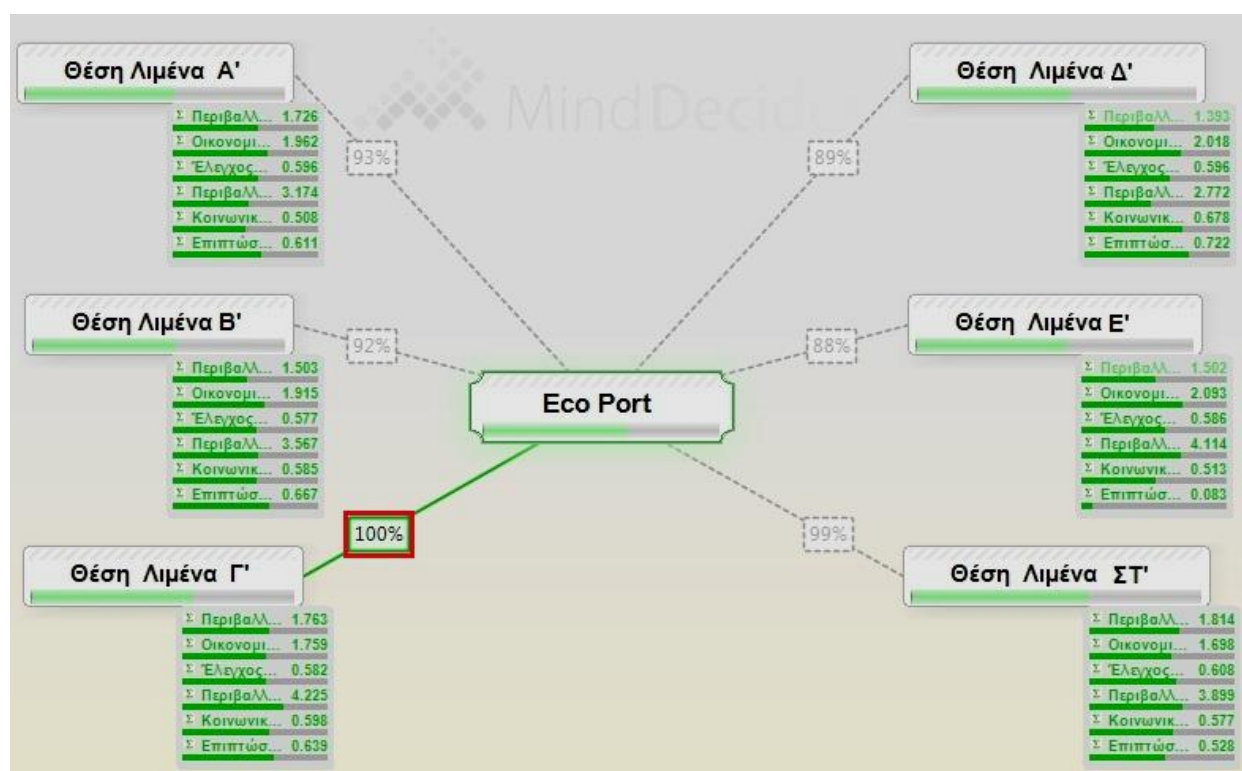 MindDecider
Θέση Λιμένα Α'
Σ Περιβαλλ... 1.726
Σ Οικονομι... 1.962
Σ Έλεγχος... 0.596
Σ Περιβαλλ... 3.174
Σ Κοινωνικ... 0.508
Σ Επιπτώσ... 0.611
93%
Θέση Λιμένα Δ'
Σ Περιβαλλ... 1.393
Σ Οικονομι... 2.018
Σ Έλεγχος... 0.596
Σ Περιβαλλ... 2.772
Σ Κοινωνικ... 0.678
Σ Επιπτώσ... 0.722
89%
Θέση Λιμένα Β'
Σ Περιβαλλ... 1.503
Σ Οικονομι... 1.915
Σ Έλεγχος... 0.577
Σ Περιβαλλ... 3.567
Σ Κοινωνικ... 0.585
Σ Επιπτώσ... 0.667
92%
Θέση Λιμένα Ε'
Σ Περιβαλλ... 1.502
Σ Οικονομι... 2.093
Σ Έλεγχος... 0.586
Σ Περιβαλλ... 4.114
Σ Κοινωνικ... 0.513
Σ Επιπτώσ... 0.083
88%
Eco Port
Θέση Λιμένα Γ'
Σ Περιβαλλ... 1.763
Σ Οικονομι... 1.759
Σ Έλεγχος... 0.582
Σ Περιβαλλ... 4.225
Σ Κοινωνικ... 0.598
Σ Επιπτώσ... 0.639
100%
Θέση Λιμένα ΣΤ'
Σ Περιβαλλ... 1.814
Σ Οικονομι... 1.698
Σ Έλεγχος... 0.608
Σ Περιβαλλ... 3.899
Σ Κοινωνικ... 0.577
Σ Επιπτώσ... 0.528
99%